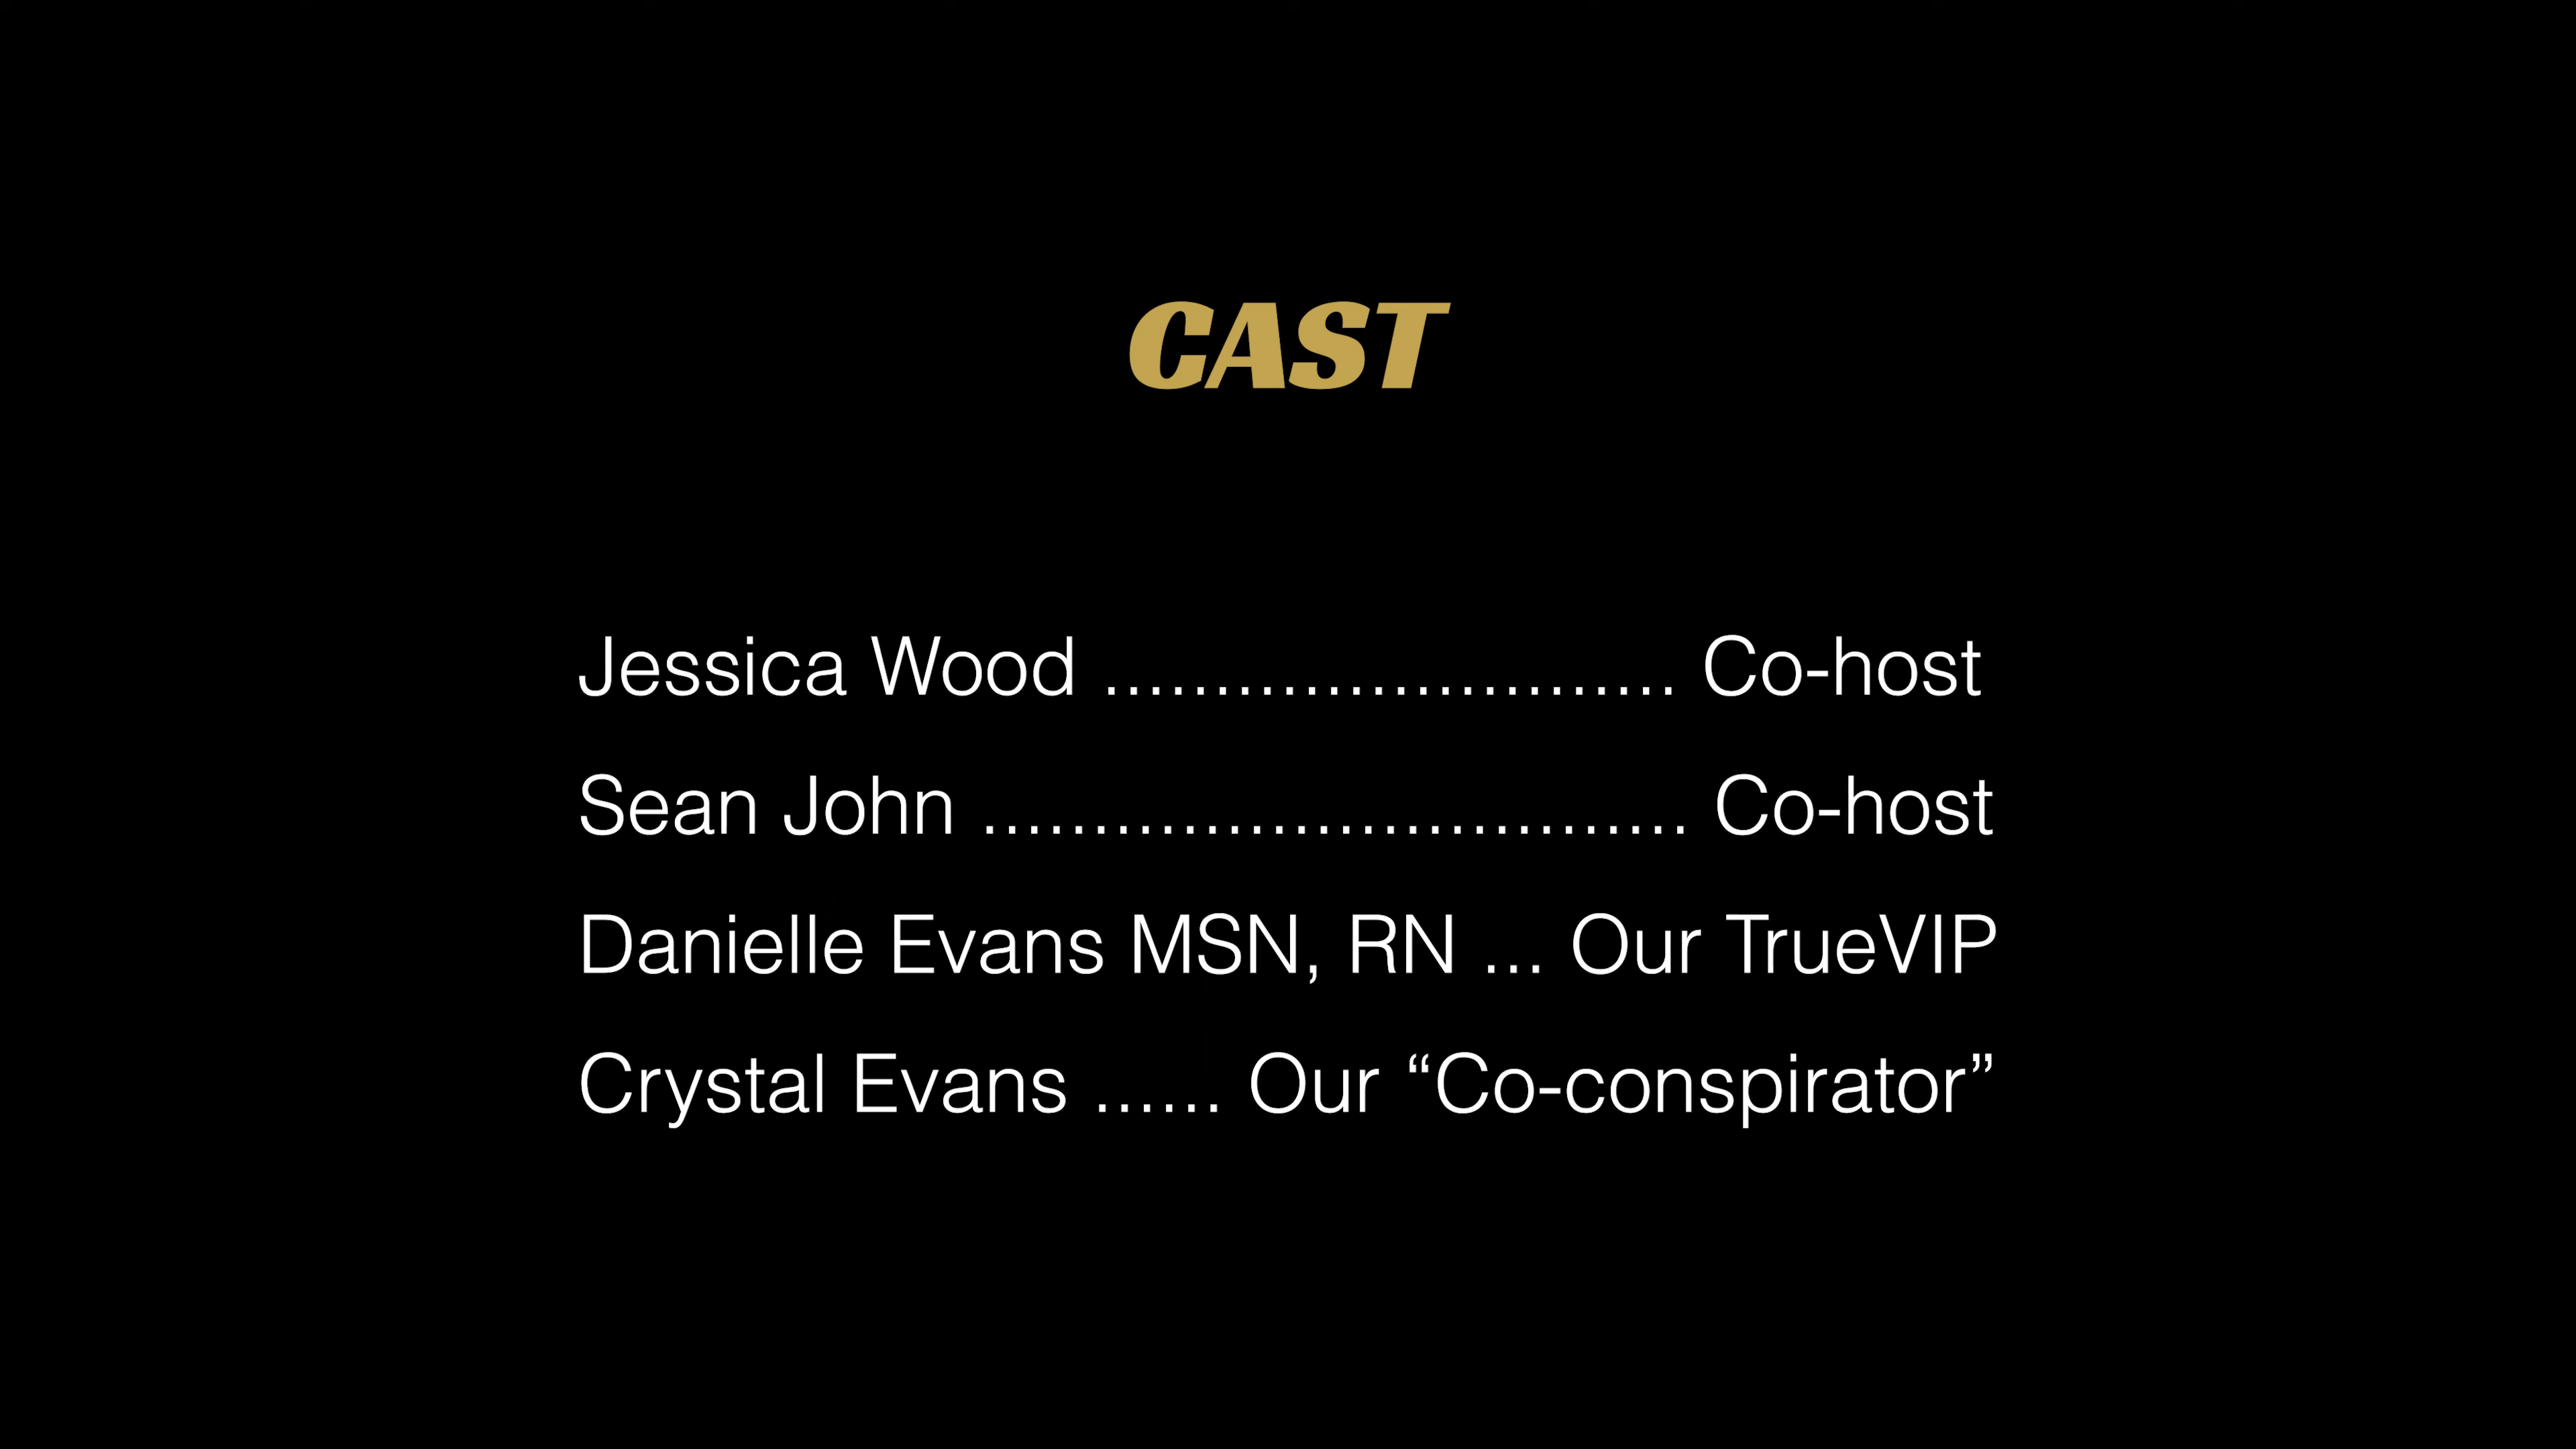 CAST
Jessica Wood .......................... Co-host
Sean John ................................ Co-host
Danielle Evans MSN, RN ... Our TrueVIP
Crystal Evans ...... Our “Co-conspirator”